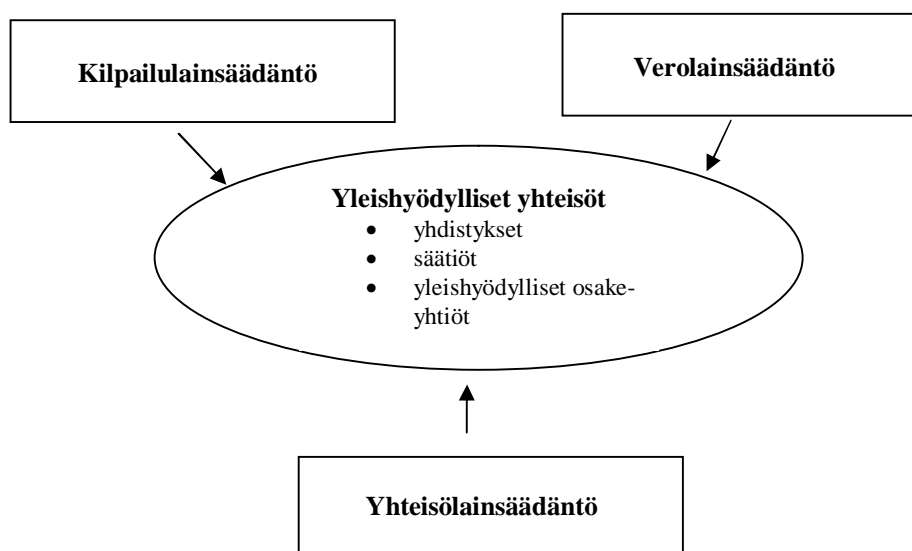 Kilpailulainsäädäntö
Verolainsäädäntö
Yleishyödylliset yhteisöt
• yhdistykset
• säätiöt
• yleishyödylliset osake-
yhtiöt
Yhteisölainsäädäntö